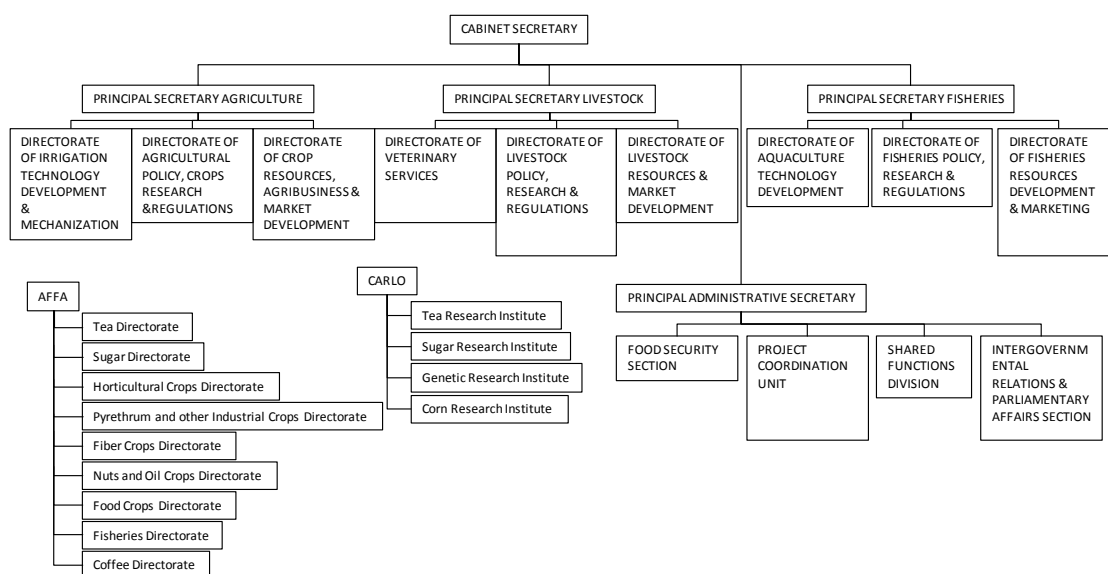 CABINET SECRETARY
PRINCIPAL SECRETARY AGRICULTURE
PRINCIPAL SECRETARY LIVESTOCK
PRINCIPAL SECRETARY FISHERIES
DIRECTORATE
OF IRRIGATION
TECHNOLOGY
DEVELOPMENT
&
MECHANIZATION
DIRECTORATE OF
AGRICULTURAL
POLICY, CROPS
RESEARCH
&REGULATIONS
DIRECTORATE
OF CROP
RESOURCES,
AGRIBUSINESS &
MARKET
DEVELOPMENT
DIRECTORATE OF
VETERINARY
SERVICES
DIRECTORATE OF
LIVESTOCK
POLICY,
RESEARCH &
REGULATIONS
DIRECTORATE OF
LIVESTOCK
RESOURCES &
MARKET
DEVELOPMENT
DIRECTORATE OF
AQUACULTURE
TECHNOLOGY
DEVELOPMENT
DIRECTORATE OF
FISHERIES POLICY,
RESEARCH &
REGULATIONS
DIRECTORATE
OF FISHERIES
RESOURCES
DEVELOPMENT
& MARKETING
AFFA
Tea Directorate
Sugar Directorate
Horticultural Crops Directorate
Pyrethrum and other Industrial Crops Directorate
Fiber Crops Directorate
Nuts and Oil Crops Directorate
Food Crops Directorate
Fisheries Directorate
Coffee Directorate
CARLO
Tea Research Institute
Sugar Research Institute
Genetic Research Institute
Corn Research Institute
PRINCIPAL ADMINISTRATIVE SECRETARY
FOOD SECURITY
SECTION
PROJECT
COORDINATION
UNIT
SHARED
FUNCTIONS
DIVISION
INTERGOVERNM
ENTAL
RELATIONS &
PARLIAMENTARY
AFFAIRS SECTION